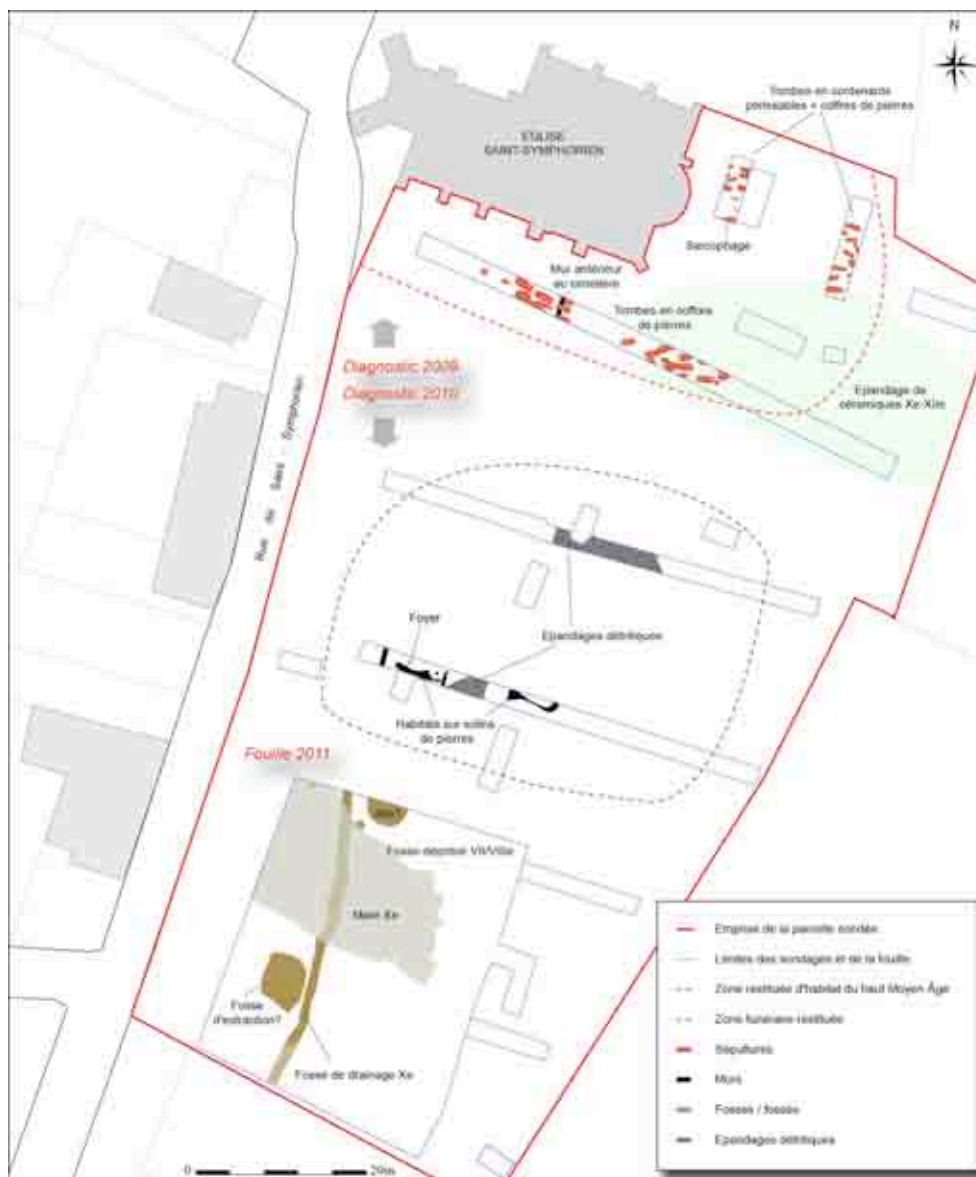 N
Tombes en contenants
périssables + coffres de pierres
EGLISE
SAINT-SYMPHORIEN
Sarcophage
Mur antérieur
au cimetière
Tombes en coffres
de pierres
Diagnostic 2009
Diagnostic 2010
Epandage de
céramiques Xe-XIIe
Rue de Saint - Symphorien
Foyer
Epandages détritiques
Habitats sur solins
de pierres
Fouille 2011
Fosse dépotoir VII/VIIIe
Mare Xe
Fosse
d'extraction?
Fossé de drainage Xe
0 20m
Emprise de la parcelle sondée
Limites des sondages et de la fouille
Zone restituée d'habitat du haut Moyen Âge
Zone funéraire restituée
Sépultures
Murs
Fosses / fossés
Epandages détritiques